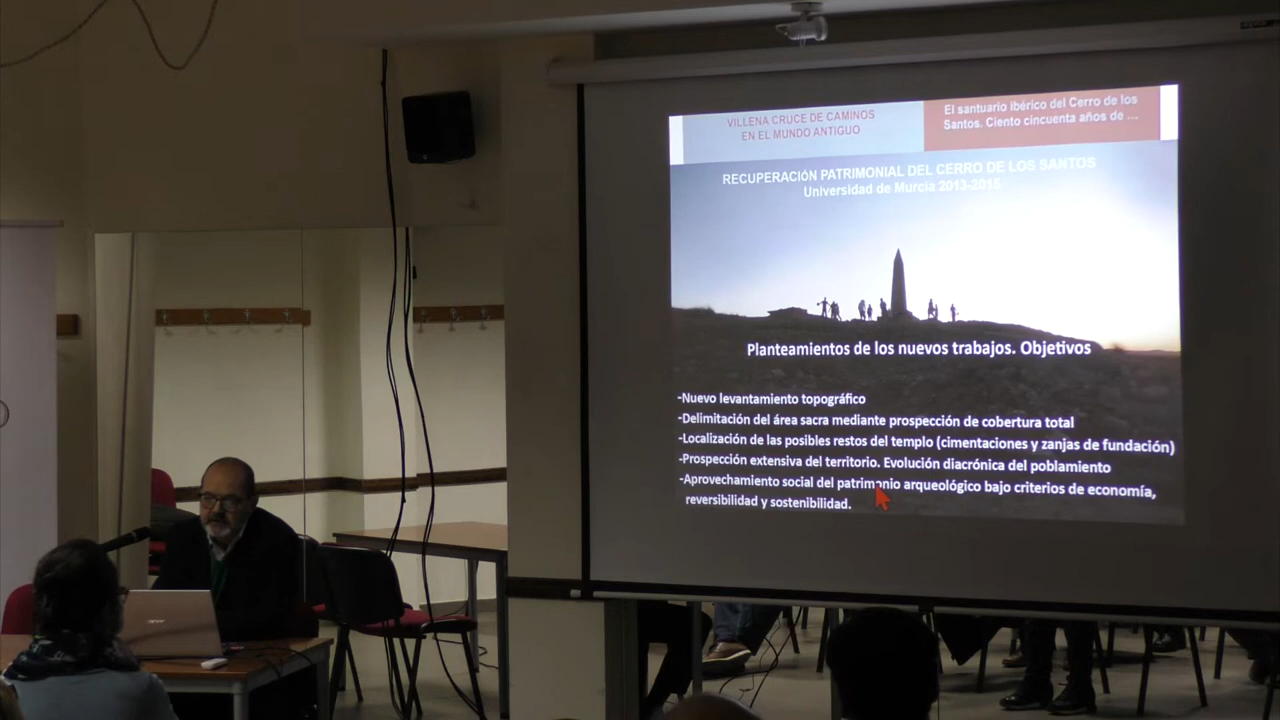 VILLENA CRUCE DE CAMINOS
EN EL MUNDO ANTIGUO
El santuario ibérico del Cerro de los
Santos. Ciento cincuenta años de ...
RECUPERACIÓN PATRIMONIAL DEL CERRO DE LOS SANTOS
Universidad de Murcia 2013-2015
Planteamientos de los nuevos trabajos. Objetivos
-Nuevo levantamiento topográfico
-Delimitación del área sacra mediante prospección de cobertura total
-Localización de las posibles restos del templo (cimentaciones y zanjas de fundación)
-Prospección extensiva del territorio. Evolución diacrónica del poblamiento
-Aprovechamiento social del patrimonio arqueológico bajo criterios de economía,
reversibilidad y sostenibilidad.
acer